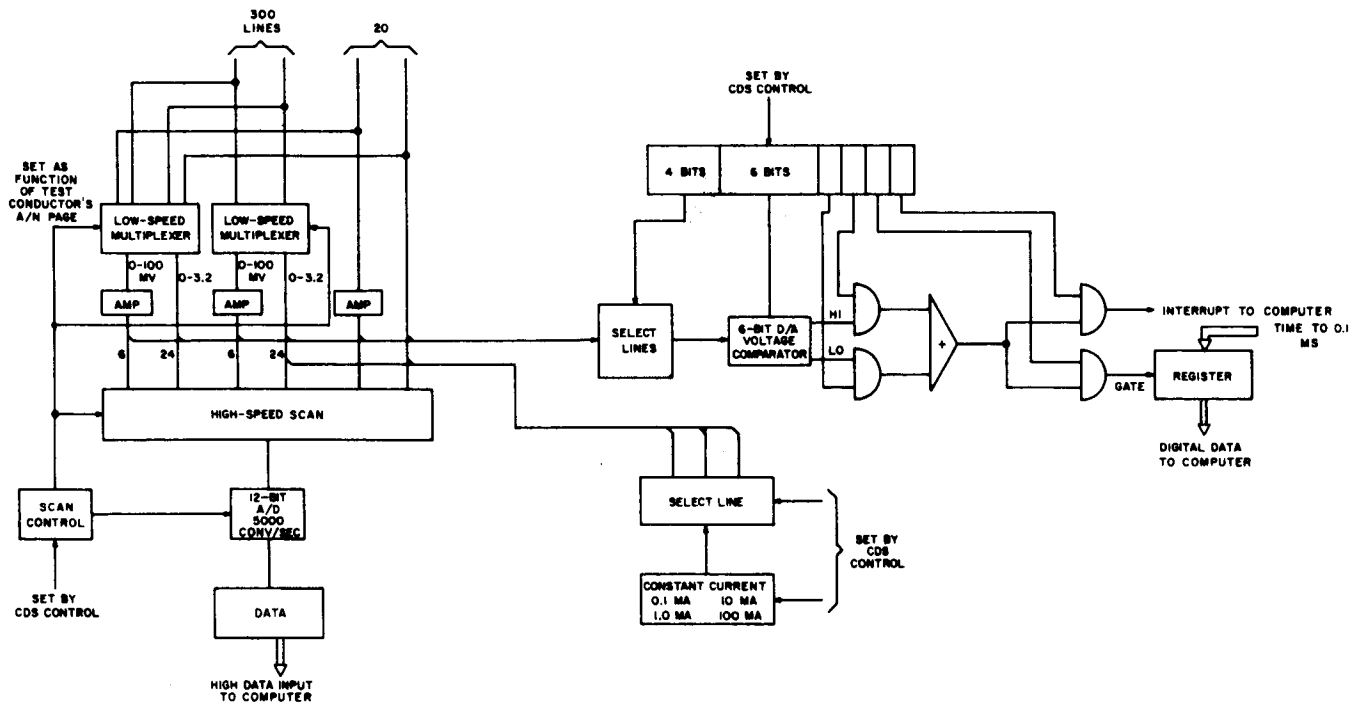 300
LINES
20
SET BY
CDS CONTROL
SET AS
FUNCTION
OF TEST
CONDUCTOR'S
A/N PAGE
4 BITS
6 BITS
LOW-SPEED
MULTIPLEXER
LOW-SPEED
MULTIPLEXER
0-100
MV
0-3.2
0-100
MV
0-3.2
AMP
AMP
AMP
SELECT
LINES
6-BIT D/A
VOLTAGE
COMPARATOR
HI
LO
+
INTERRUPT TO COMPUTER
TIME TO 0.1
MS
GATE
REGISTER
6
24
6
24
HIGH-SPEED SCAN
DIGITAL DATA
TO COMPUTER
SCAN
CONTROL
12-BIT
A/D
5000
CONV/SEC
SELECT LINE
SET BY
CDS
CONTROL
CONSTANT CURRENT
0.1 MA 10 MA
1.0 MA 100 MA
SET BY
CDS CONTROL
DATA
HIGH DATA INPUT
TO COMPUTER